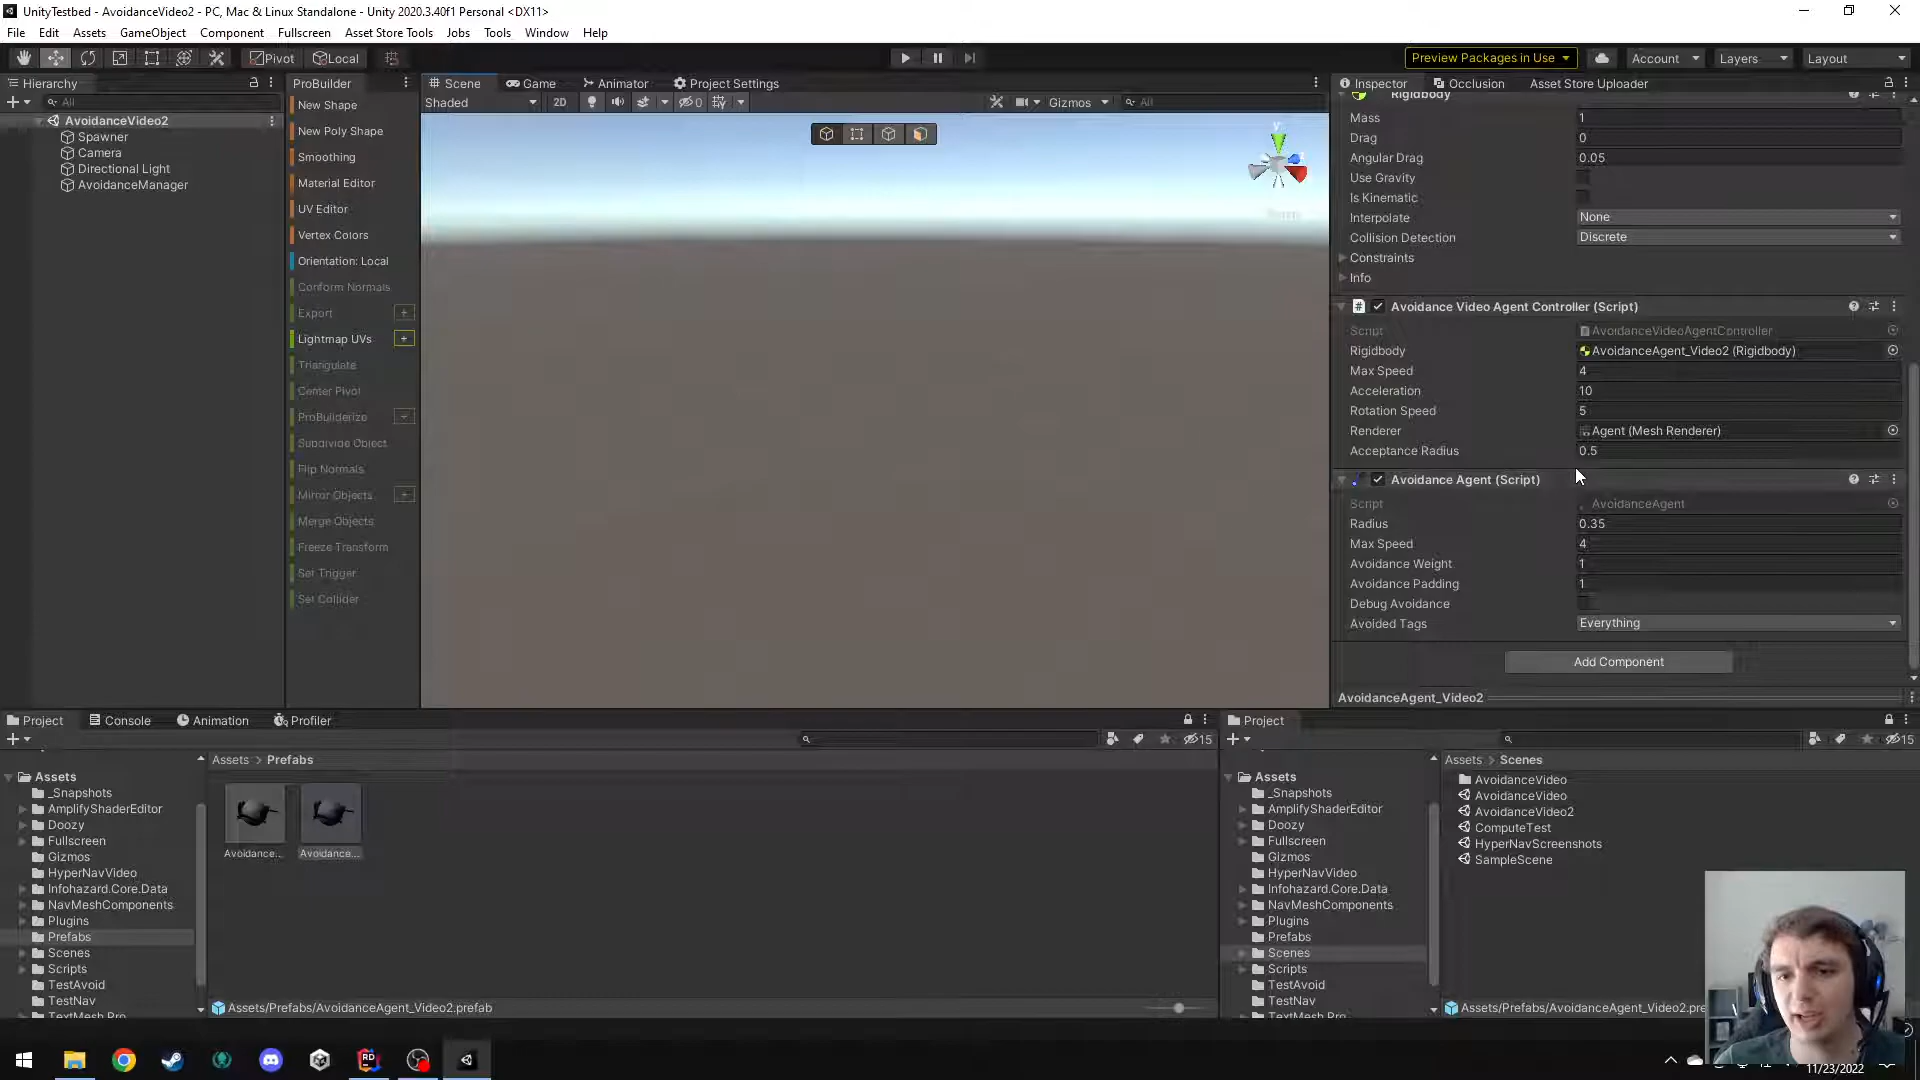 UnityTestbed - AvoidanceVideo2 - PC, Mac & Linux Standalone - Unity 2020.3.40f1 Personal <DX11>
File Edit Assets GameObject Component Fullscreen Asset Store Tools Jobs Tools Window Help
Pivot Local Preview Packages in Use Account Layers Layout
Hierarchy ProBuilder Scene Game Animator Project Settings Inspector Occlusion Asset Store Uploader
All Shaded 2D 0 Gizmos All
AvoidanceVideo2
Spawner
Camera
Directional Light
AvoidanceManager
New Shape
New Poly Shape
Smoothing
Material Editor
UV Editor
Vertex Colors
Orientation: Local
Conform Normals
Export
Lightmap UVs
Triangulate
Center Pivot
ProBuilderize
Subdivide Object
Flip Normals
Mirror Objects
Merge Objects
Freeze Transform
Set Trigger
Set Collider
y
Persp
Rigidbody
Mass 1
Drag 0
Angular Drag 0.05
Use Gravity
Is Kinematic
Interpolate None
Collision Detection Discrete
Constraints
Info
Avoidance Video Agent Controller (Script)
Script AvoidanceVideoAgentController
Rigidbody AvoidanceAgent_Video2 (Rigidbody)
Max Speed 4
Acceleration 10
Rotation Speed 5
Renderer Agent (Mesh Renderer)
Acceptance Radius 0.5
Avoidance Agent (Script)
Script AvoidanceAgent
Radius 0.35
Max Speed 4
Avoidance Weight 1
Avoidance Padding 1
Debug Avoidance
Avoided Tags Everything
Add Component
AvoidanceAgent_Video2
Project Console Animation Profiler
15
Assets
_Snapshots
AmplifyShaderEditor
Doozy
Fullscreen
Gizmos
HyperNavVideo
Infohazard.Core.Data
NavMeshComponents
Plugins
Prefabs
Scenes
Scripts
TestAvoid
TestNav
TextMesh Pro
Assets > Prefabs
Avoidance... Avoidance...
Assets/Prefabs/AvoidanceAgent_Video2.prefab
Project
15
Assets
_Snapshots
AmplifyShaderEditor
Doozy
Fullscreen
Gizmos
HyperNavVideo
Infohazard.Core.Data
NavMeshComponents
Plugins
Prefabs
Scenes
Scripts
TestAvoid
TestNav
TextMesh Pro
Assets > Scenes
AvoidanceVideo
AvoidanceVideo
AvoidanceVideo2
ComputeTest
HyperNavScreenshots
SampleScene
Assets/Prefabs/AvoidanceAgent_Video2.pre
RD
11/23/2022